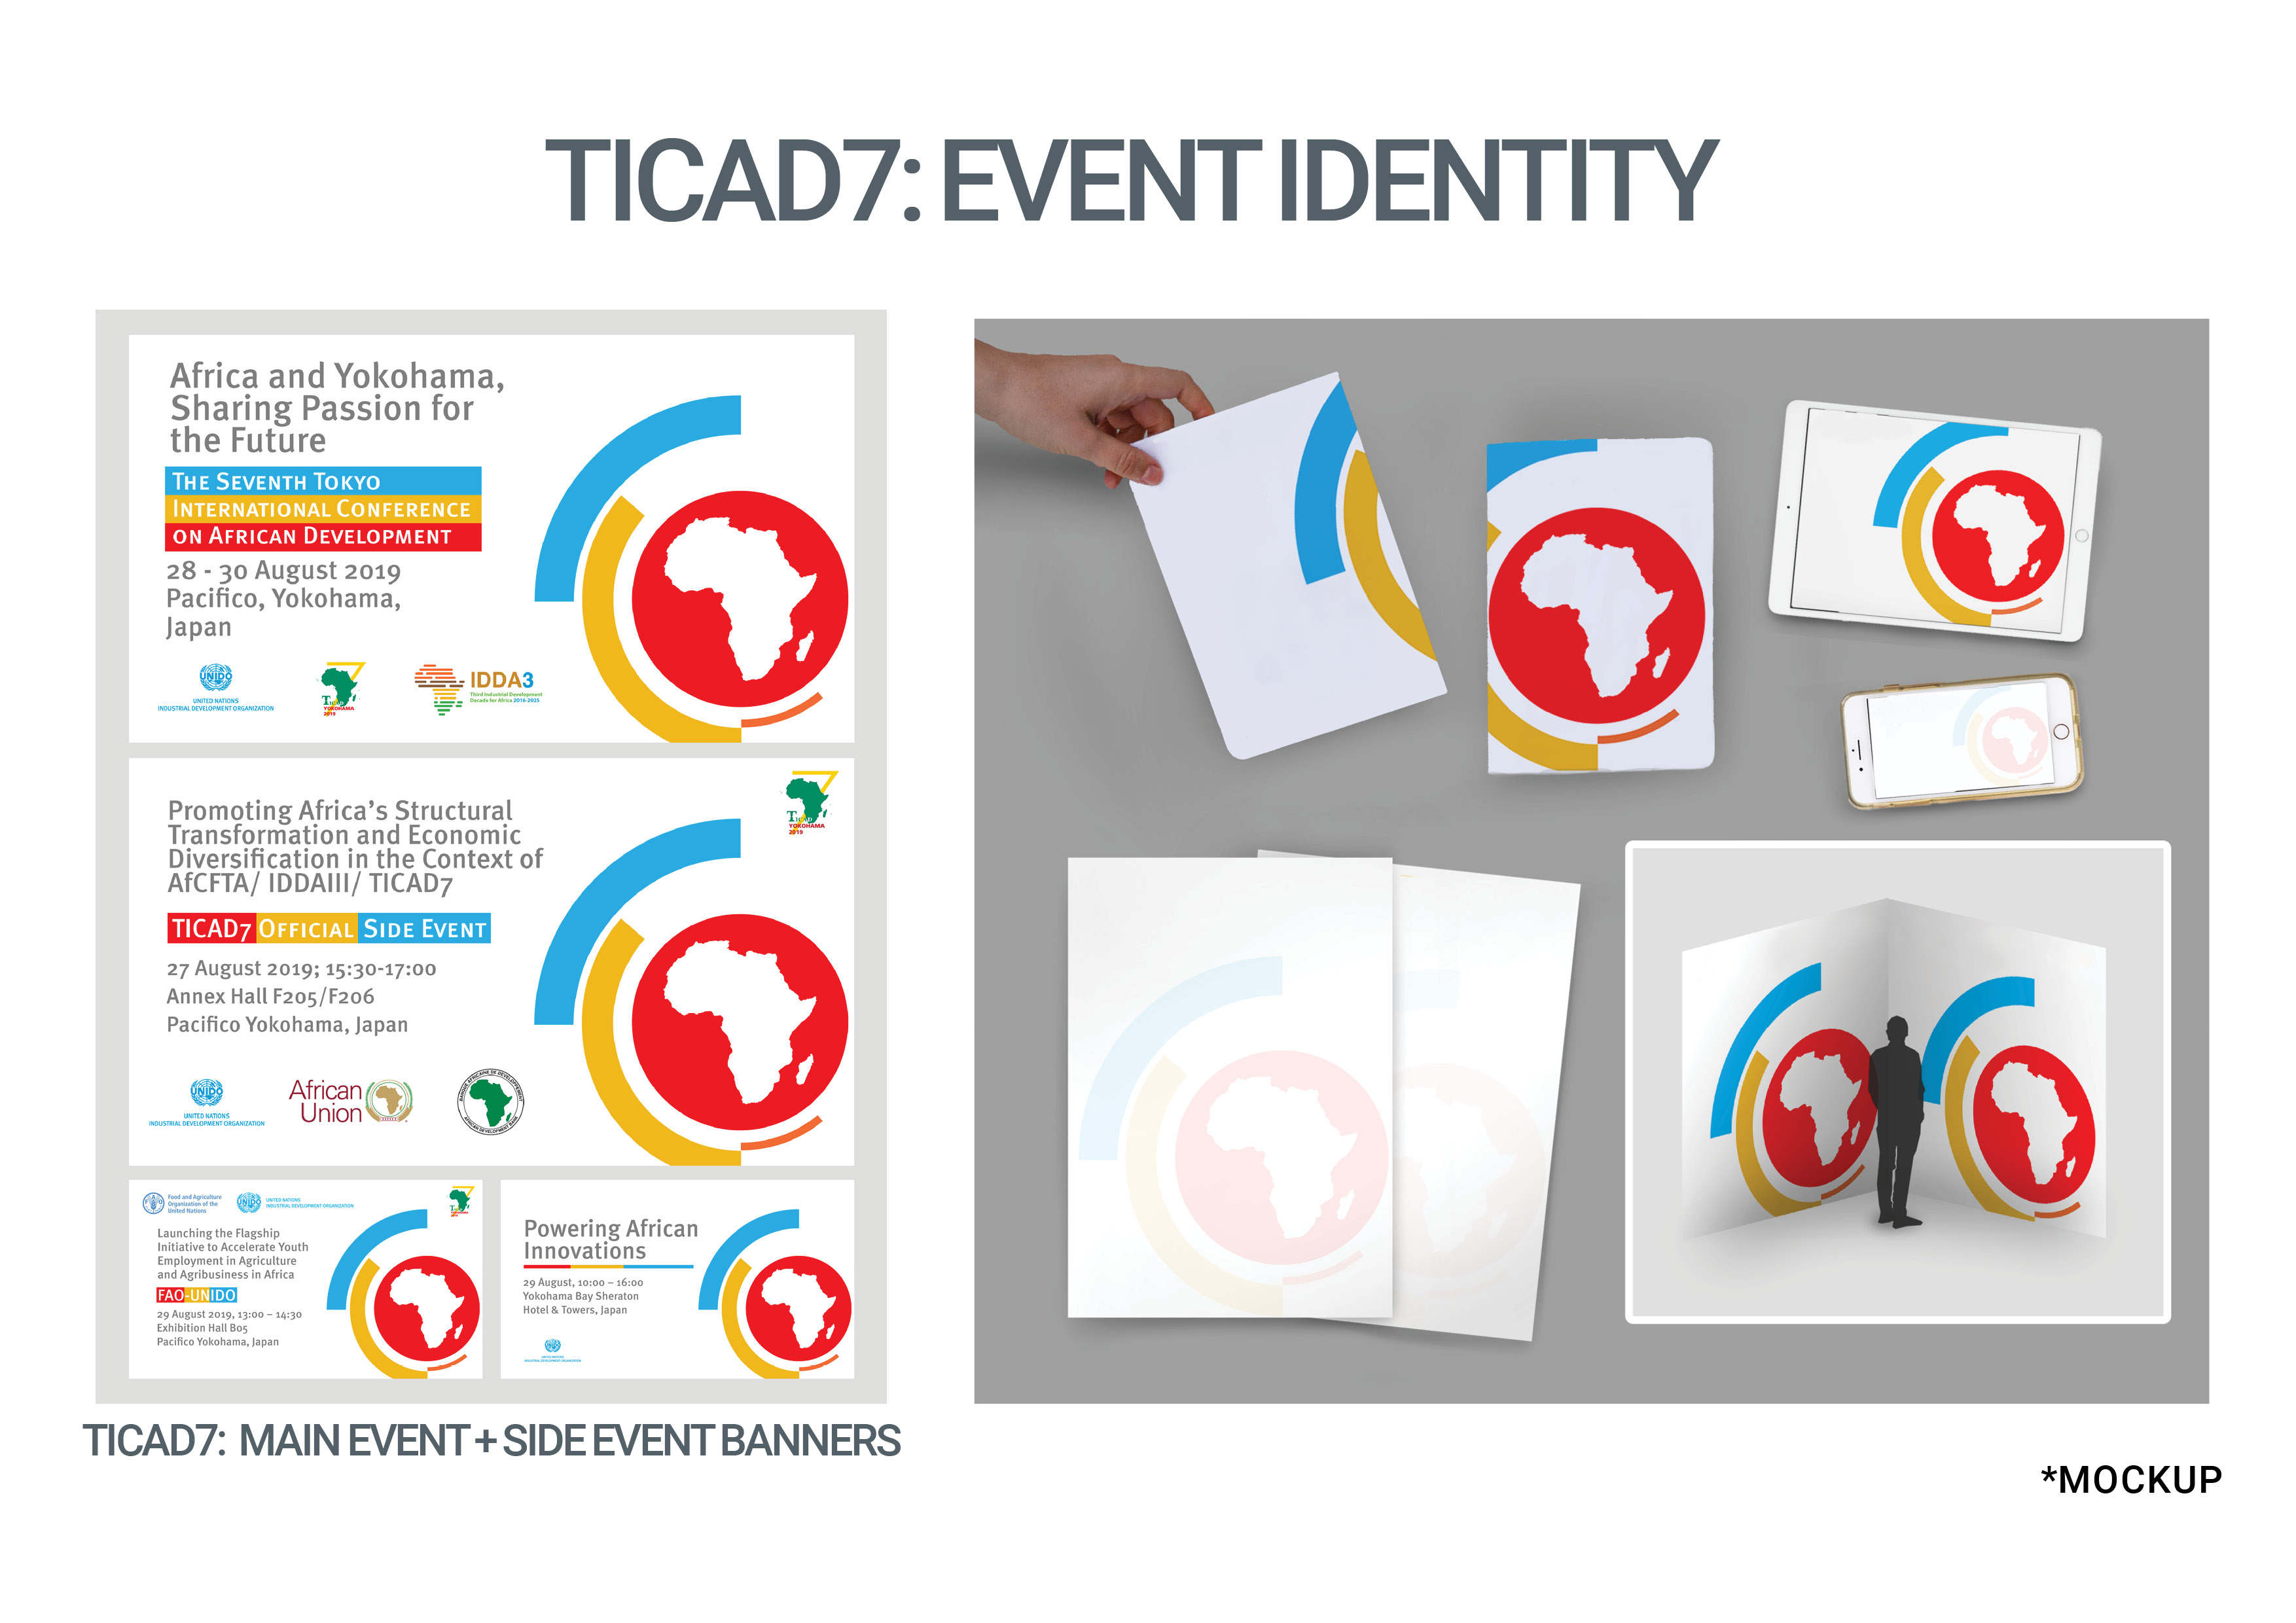 TICAD7: EVENT IDENTITY
Africa and Yokohama,
Sharing Passion for
the Future
THE SEVENTH TOKYO
INTERNATIONAL CONFERENCE
ON AFRICAN DEVELOPMENT
28 - 30 August 2019
Pacifico, Yokohama,
Japan
UNIDO
UNITED NATIONS
INDUSTRIAL DEVELOPMENT ORGANIZATION
YOKOHAMA
2019
IDDA3
Third Industrial Development
Decade for Africa 2016-2025
Promoting Africa's Structural
Transformation and Economic
Diversification in the Context of
AfCFTA/ IDDAIII/ TICAD7
TICAD7 OFFICIAL SIDE EVENT
27 August 2019; 15:30-17:00
Annex Hall F205/F206
Pacifico Yokohama, Japan
YOKOHAMA
2019
UNIDO
UNITED NATIONS
INDUSTRIAL DEVELOPMENT ORGANIZATION
African
Union
BANQUE AFRICAINE DE DEVELOPPEMENT
AFRICAN DEVELOPMENT BANK
Food and Agriculture
Organization of the
United Nations
UNIDO
UNITED NATIONS
INDUSTRIAL DEVELOPMENT ORGANIZATION
Launching the Flagship
Initiative to Accelerate Youth
Employment in Agriculture
and Agribusiness in Africa
FAO-UNIDO
29 August 2019, 13:00 – 14:30
Exhibition Hall B05
Pacifico Yokohama, Japan
Powering African
Innovations
29 August, 10:00 – 16:00
Yokohama Bay Sheraton
Hotel & Towers, Japan
UNITED NATIONS
INDUSTRIAL DEVELOPMENT ORGANIZATION
TICAD7: MAIN EVENT + SIDE EVENT BANNERS
*MOCKUP